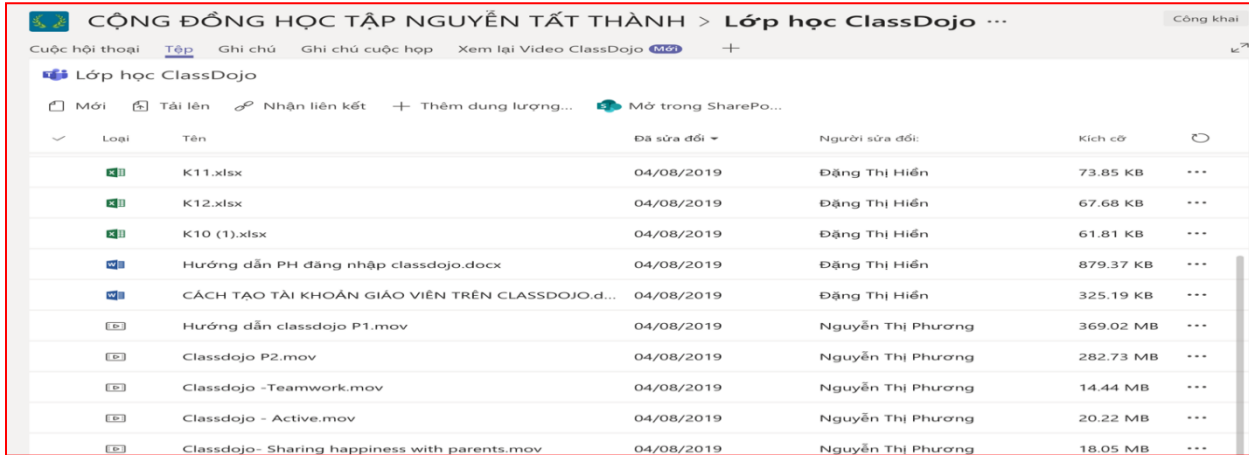 CỘNG ĐỒNG HỌC TẬP NGUYỄN TẤT THÀNH > Lớp học ClassDojo ... Công khai
Cuộc hội thoại Tệp Ghi chú Ghi chú cuộc họp Xem lại Video ClassDojo Mới +
Lớp học ClassDojo
Mới Tải lên Nhận liên kết + Thêm dung lượng... Mở trong SharePo...
Loại Tên Đã sửa đổi Người sửa đổi: Kích cỡ
K11.xlsx 04/08/2019 Đặng Thị Hiển 73.85 KB ...
K12.xlsx 04/08/2019 Đặng Thị Hiển 67.68 KB ...
K10 (1).xlsx 04/08/2019 Đặng Thị Hiển 61.81 KB ...
Hướng dẫn PH đăng nhập classdojo.docx 04/08/2019 Đặng Thị Hiển 879.37 KB ...
CÁCH TẠO TÀI KHOẢN GIÁO VIÊN TRÊN CLASSDOJO.d... 04/08/2019 Đặng Thị Hiển 325.19 KB ...
Hướng dẫn classdojo P1.mov 04/08/2019 Nguyễn Thị Phương 369.02 MB ...
Classdojo P2.mov 04/08/2019 Nguyễn Thị Phương 282.73 MB ...
Classdojo -Teamwork.mov 04/08/2019 Nguyễn Thị Phương 14.44 MB ...
Classdojo - Active.mov 04/08/2019 Nguyễn Thị Phương 20.22 MB ...
Classdojo- Sharing happiness with parents.mov 04/08/2019 Nguyễn Thị Phương 18.05 MB ...